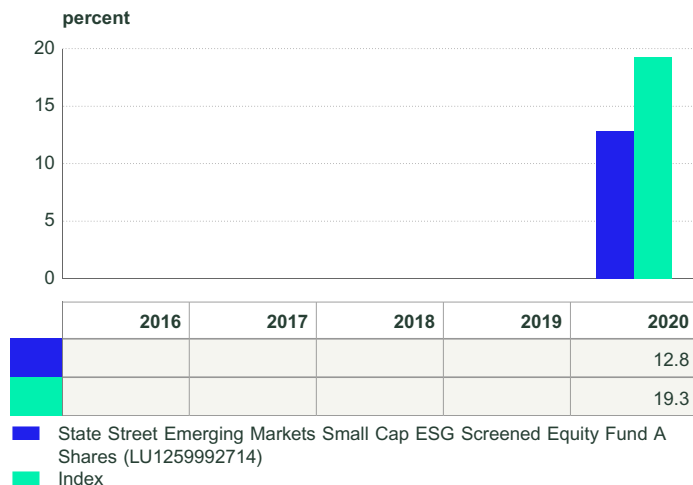 percent
20
15
10
5
0
2016 2017 2018 2019 2020
12.8
19.3
State Street Emerging Markets Small Cap ESG Screened Equity Fund A
Shares (LU1259992714)
Index